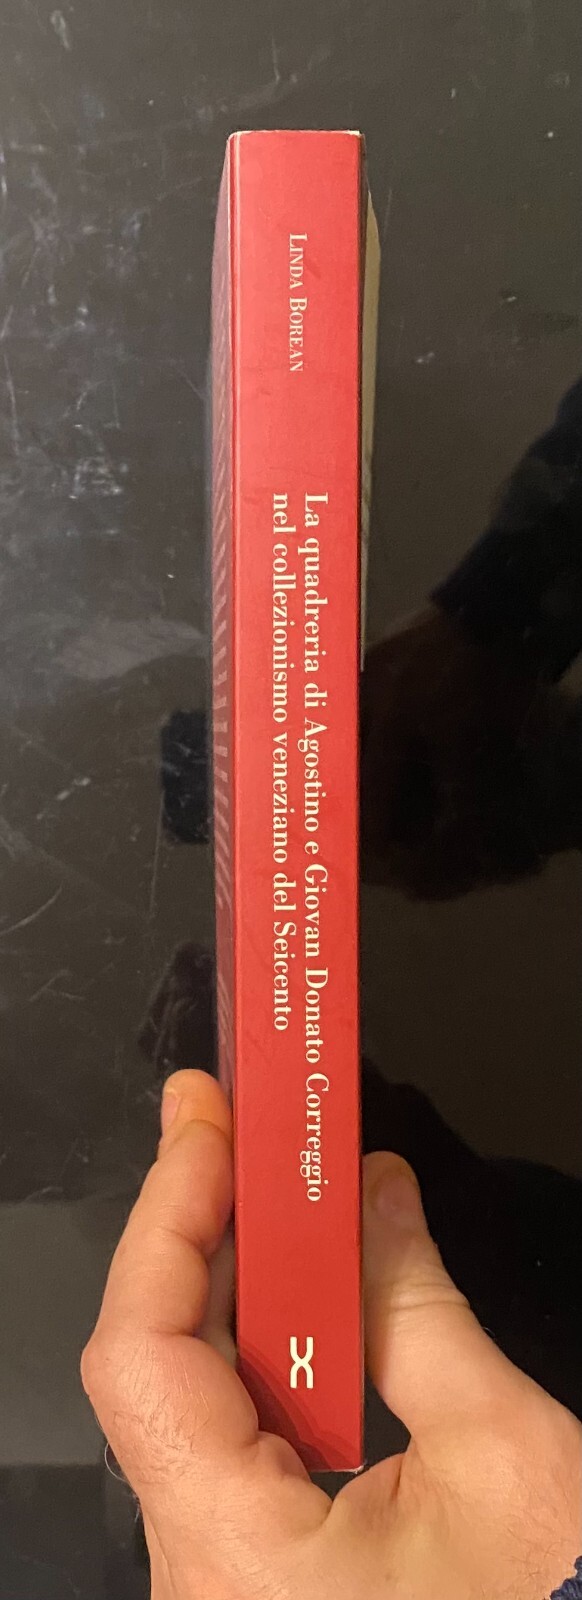 LINDA BOREAN
La quadreria di Agostino e Giovan Donato Correggio
nel collezionismo veneziano del Seicento